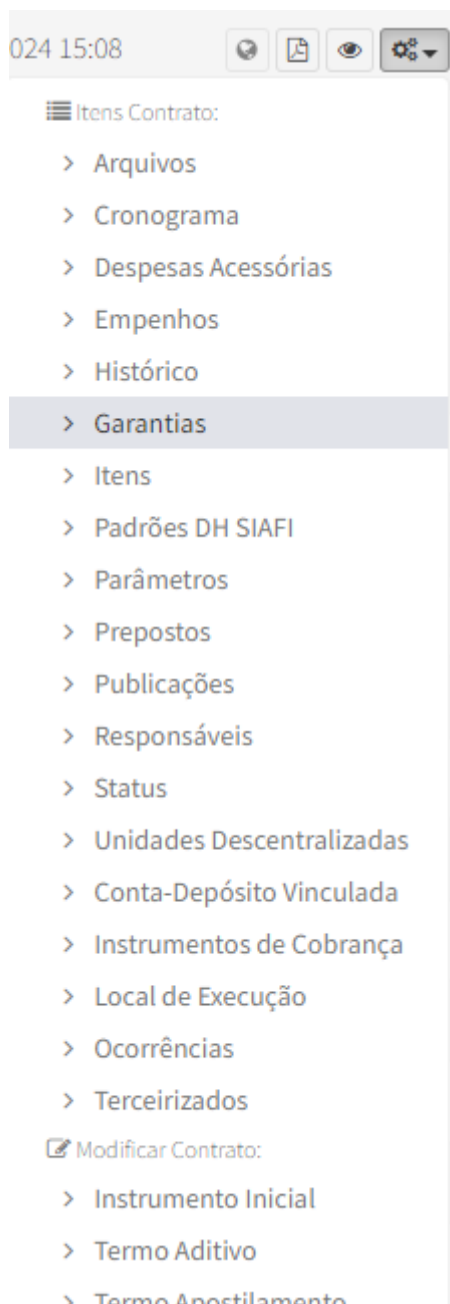 024 15:08
Itens Contrato:
Arquivos
Cronograma
Despesas Acessórias
Empenhos
Histórico
Garantias
Itens
Padrões DH SIAFI
Parâmetros
Prepostos
Publicações
Responsáveis
Status
Unidades Descentralizadas
Conta-Depósito Vinculada
Instrumentos de Cobrança
Local de Execução
Ocorrências
Terceirizados
Modificar Contrato:
Instrumento Inicial
Termo Aditivo
Termo Apostilamento